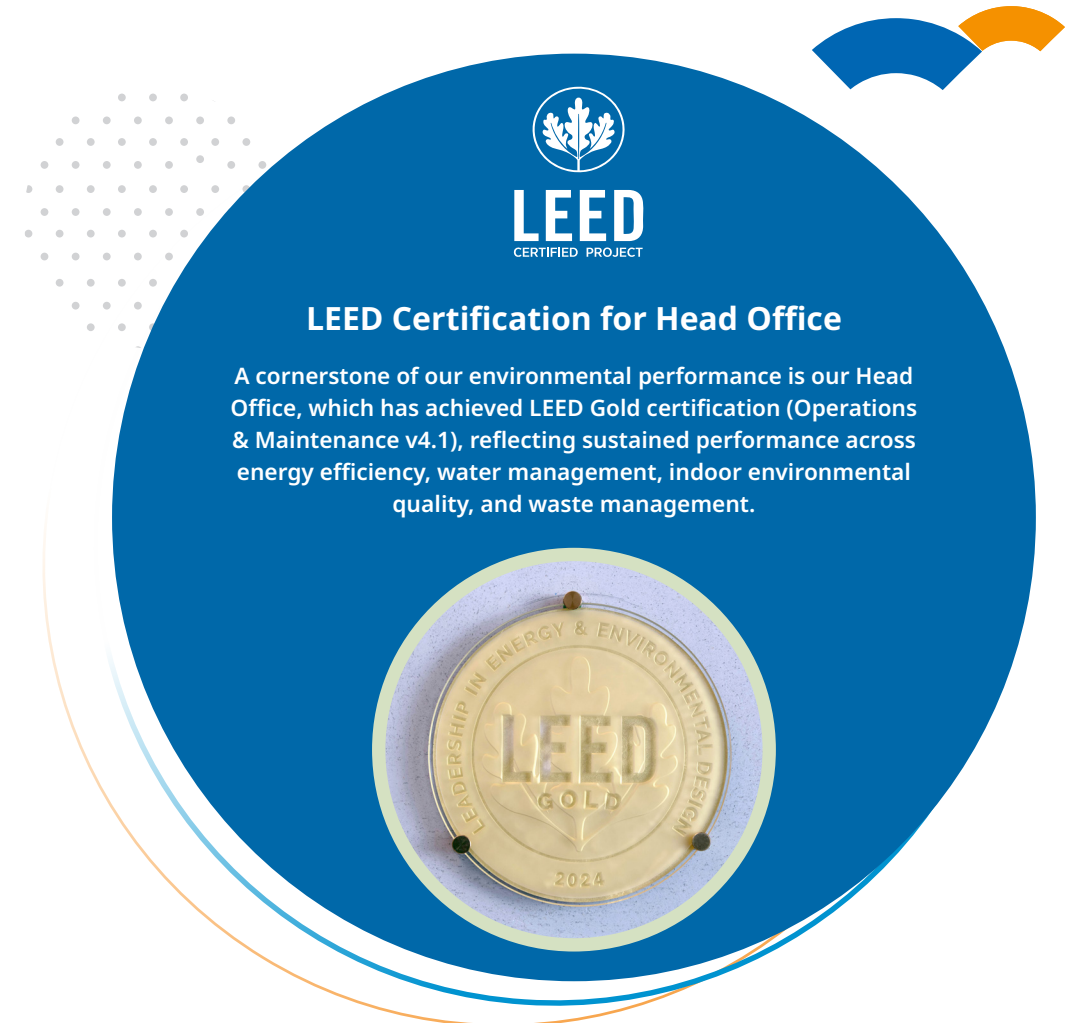 LEED
CERTIFIED PROJECT
LEED Certification for Head Office
A cornerstone of our environmental performance is our Head
Office, which has achieved LEED Gold certification (Operations
& Maintenance v4.1), reflecting sustained performance across
energy efficiency, water management, indoor environmental
quality, and waste management.
LEADERSHIP IN ENERGY & ENVIRONMENTAL DESIGN
LEED
GOLD
2024